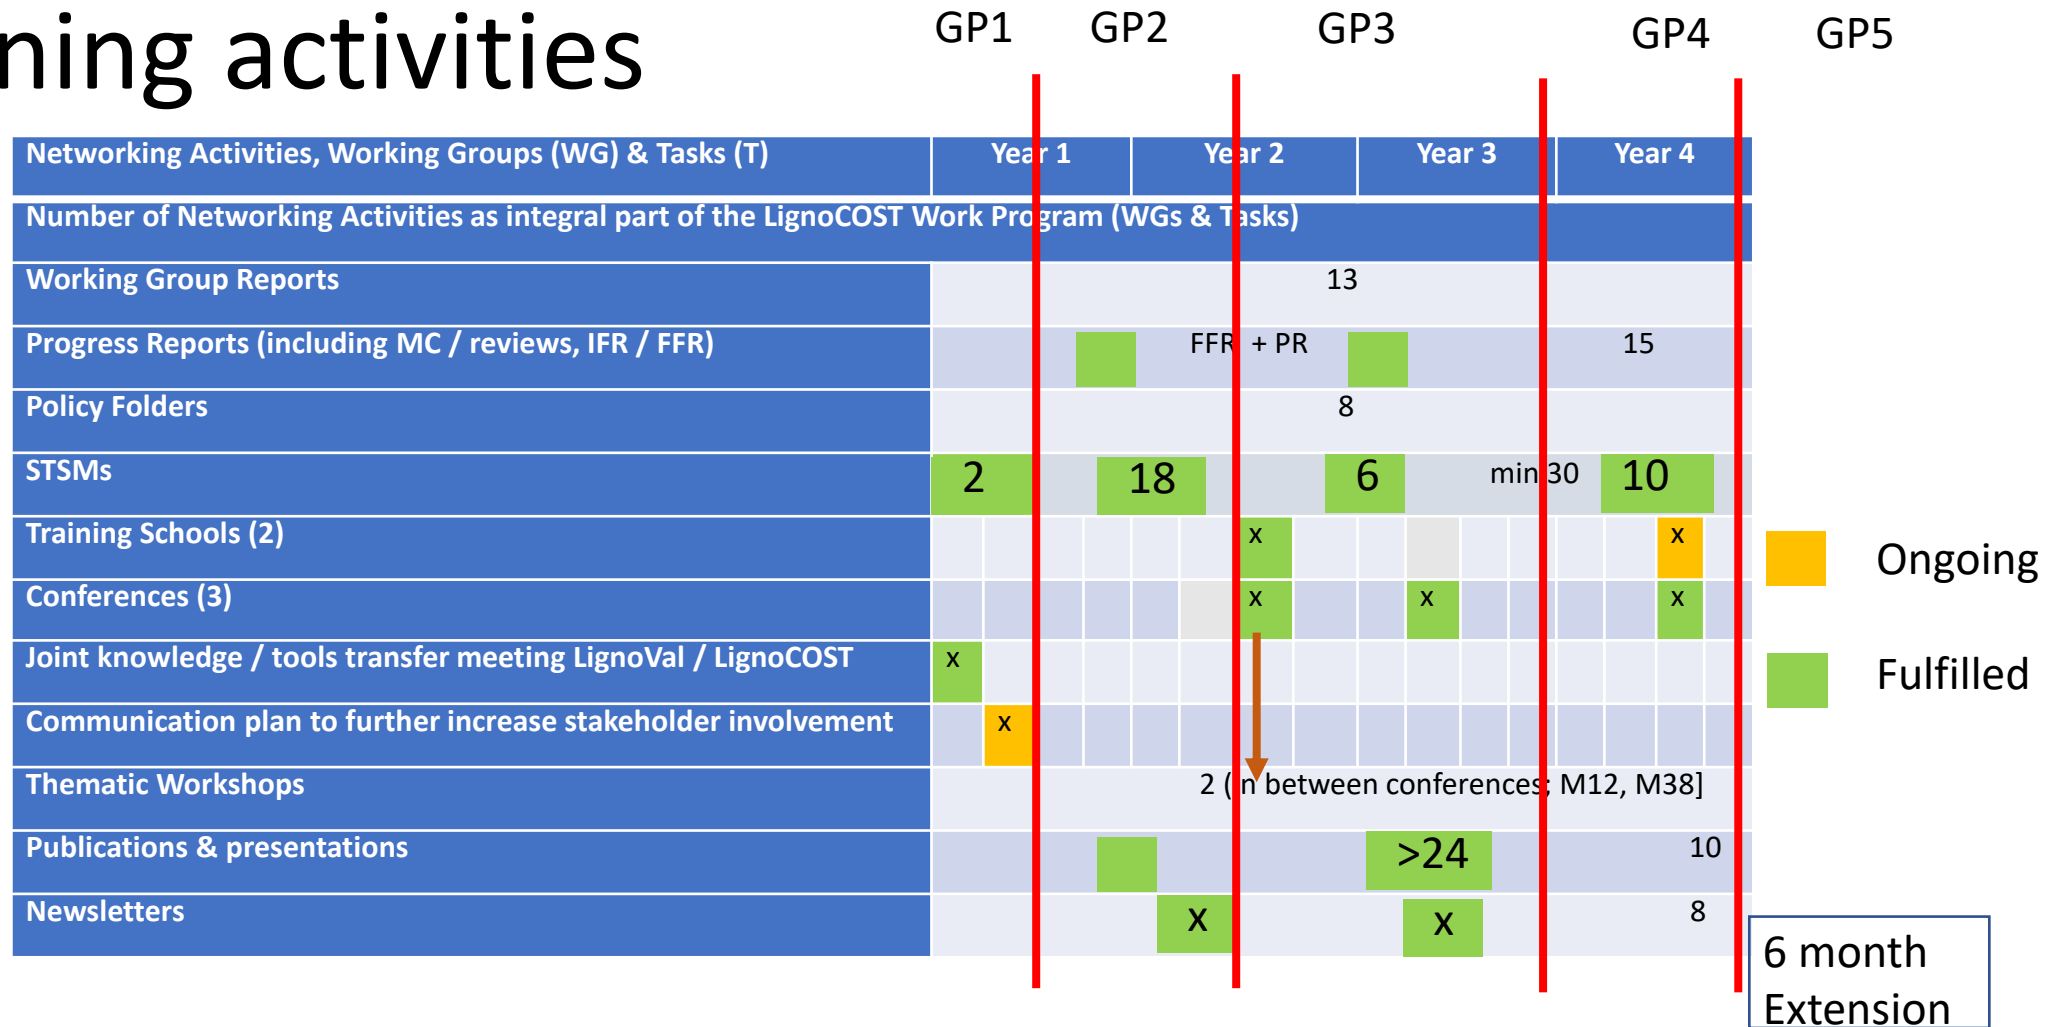 ning activities
GP1 GP2 GP3 GP4 GP5
Networking Activities, Working Groups (WG) & Tasks (T) Year 1 Year 2 Year 3 Year 4
Number of Networking Activities as integral part of the LignoCOST Work Program (WGs & Tasks)
Working Group Reports 13
Progress Reports (including MC / reviews, IFR / FFR) FFR + PR 15
Policy Folders 8
STSMs 2 18 6 min 30 10
Training Schools (2) x x
Conferences (3) x x x
Joint knowledge / tools transfer meeting LignoVal / LignoCOST x
Communication plan to further increase stakeholder involvement x
Thematic Workshops 2 (in between conferences; M12, M38]
Publications & presentations >24 10
Newsletters x x 8
Ongoing
Fulfilled
6 month
Extension